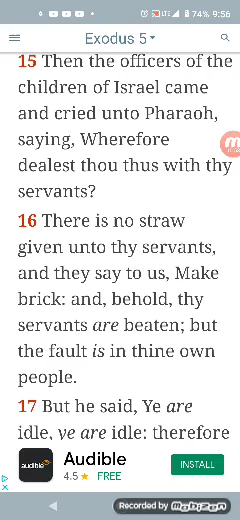 74% 9:56
Exodus 5
15 Then the officers of the
children of Israel came
and cried unto Pharaoh,
saying, Wherefore
dealest thou thus with thy
servants?
16 There is no straw
given unto thy servants,
and they say to us, Make
brick: and, behold, thy
servants are beaten; but
the fault is in thine own
people.
17 But he said, Ye are
idle, ye are idle: therefore
audible
Audible
4.5 ★ FREE
INSTALL
Recorded by mobizen